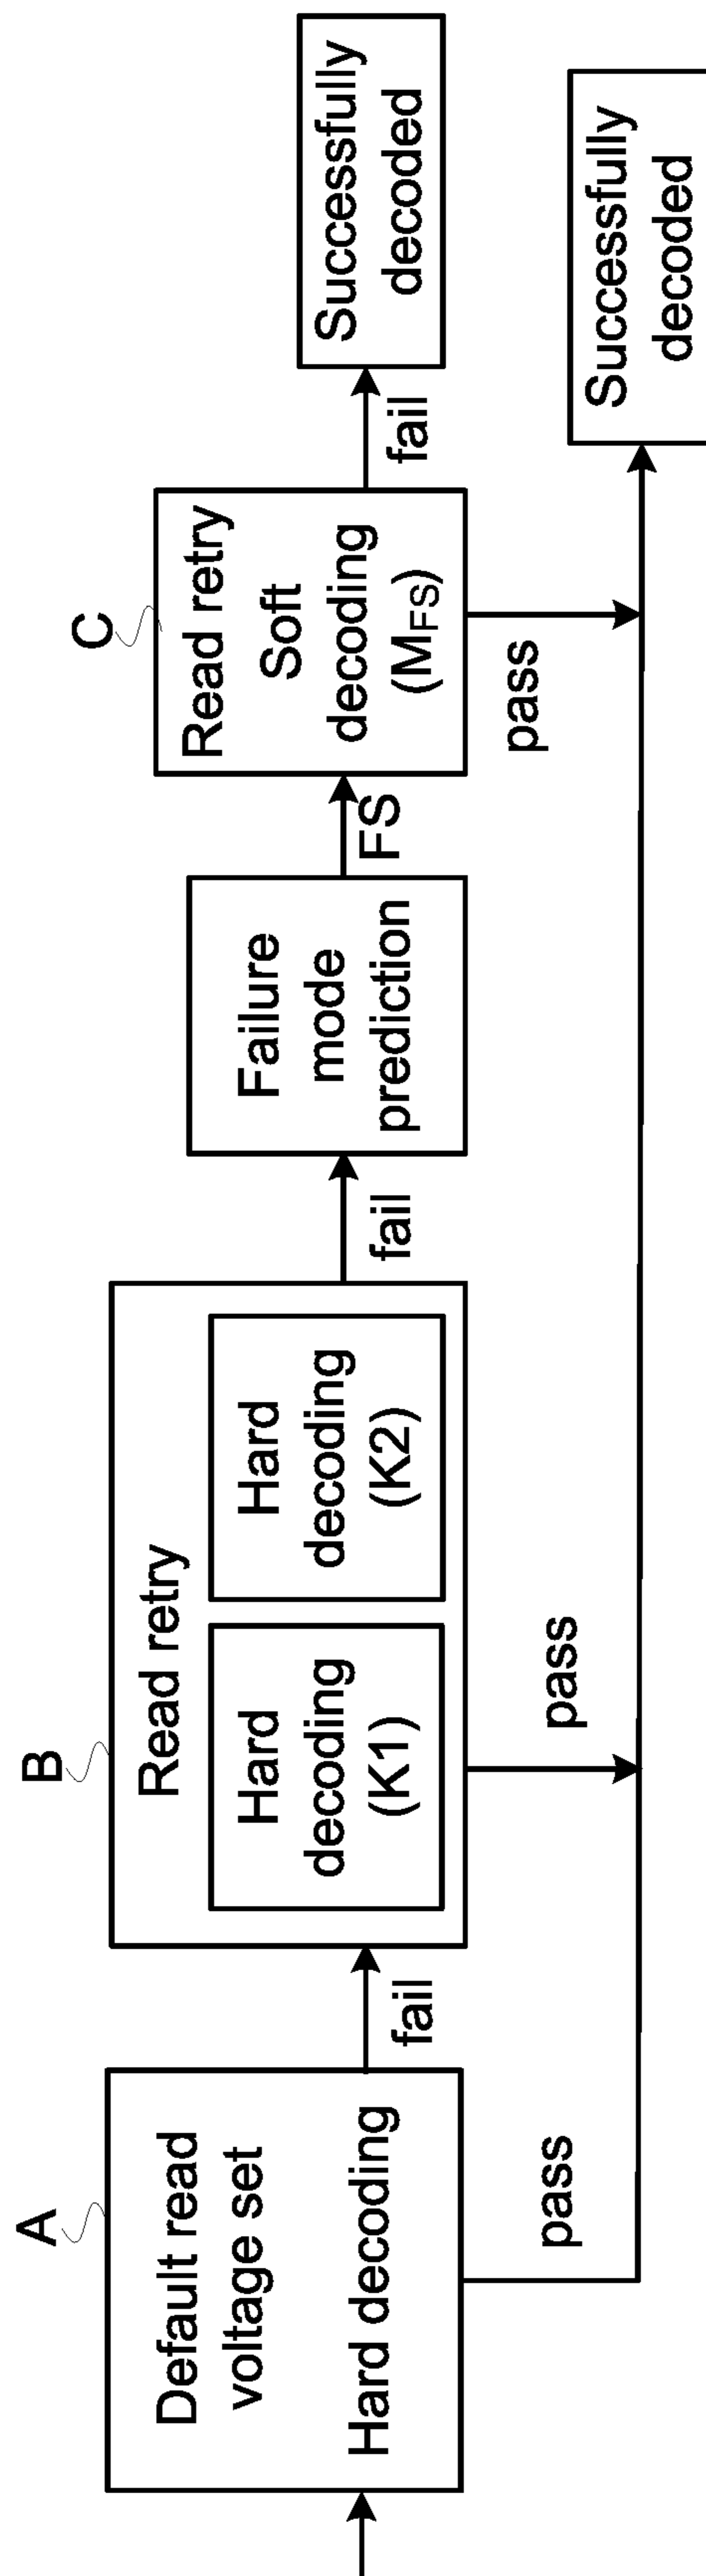 A
Default read
voltage set
Hard decoding
fail
pass
B
Read retry
Hard
decoding
(K1)
Hard
decoding
(K2)
fail
pass
Failure
mode
prediction
FS
C
Read retry
Soft
decoding
(MFS)
fail
pass
Successfully
decoded
Successfully
decoded